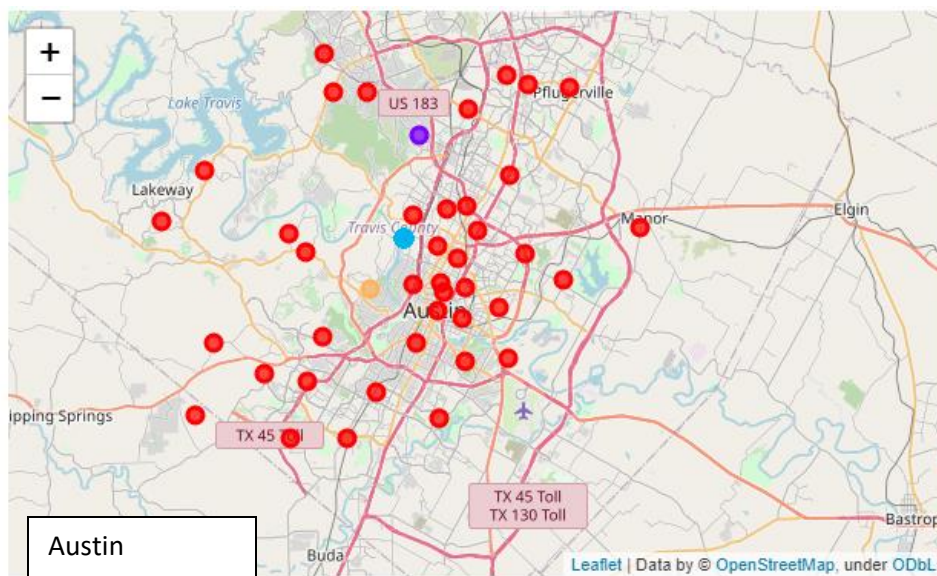 +
−
Lake Travis
US 183
Pflugerville
Lakeway
Travis County
Manor
Elgin
Austin
ipping Springs
TX 45 Toll
TX 45 Toll
TX 130 Toll
Bastrop
Buda
Austin
Leaflet | Data by © OpenStreetMap, under ODbL